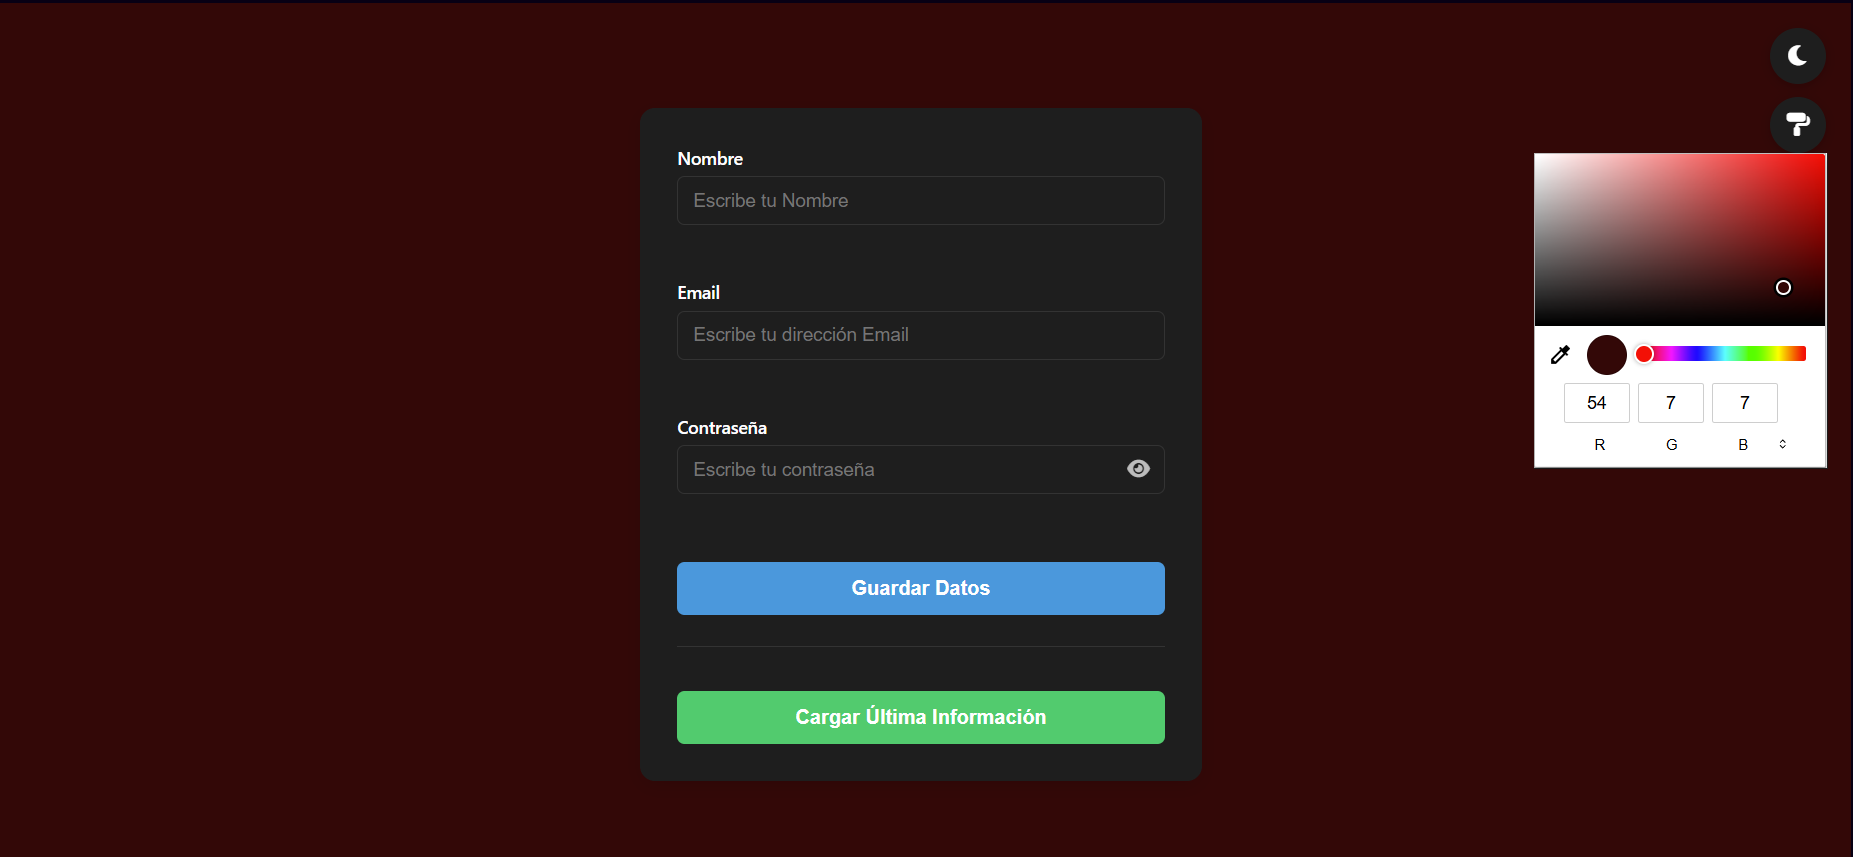 Nombre
Escribe tu Nombre
Email
Escribe tu dirección Email
Contraseña
Escribe tu contraseña
Guardar Datos
Cargar Última Información
54 7 7
R G B